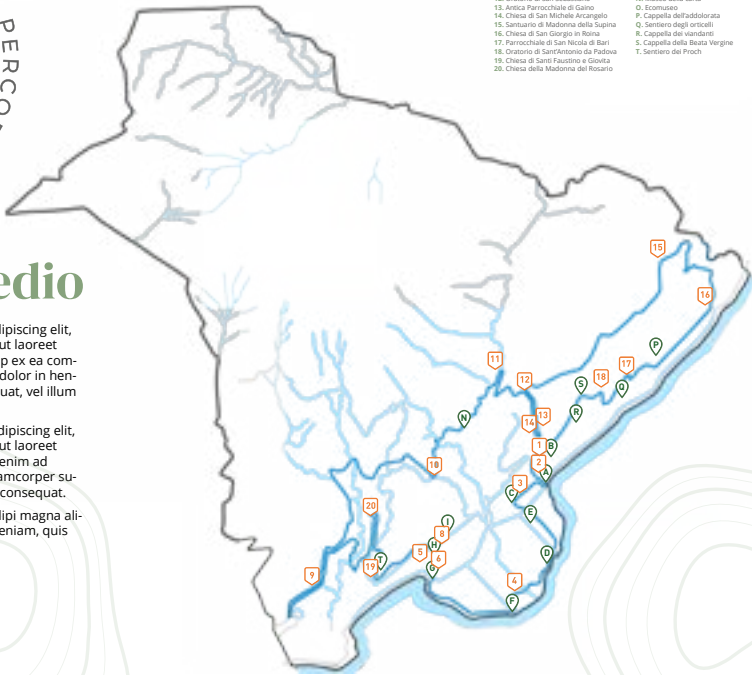 PERCO
13. Antica Parrocchiale di Gaino
14. Chiesa di San Michele Arcangelo
15. Santuario di Madonna della Supina
16. Chiesa di San Giorgio in Roina
17. Parrocchiale di San Nicola di Bari
18. Oratorio di Sant'Antonio da Padova
19. Chiesa di Santi Faustino e Giovita
20. Chiesa della Madonna del Rosario
O. Ecomuseo
P. Cappella dell'addolorata
Q. Sentiero degli orticelli
R. Cappella dei viandanti
S. Cappella della Beata Vergine
T. Sentiero dei Proch
edio
dipiscing elit,
ut laoreet
p ex ea com-
dolor in hen-
quat, vel illum
dipiscing elit,
ut laoreet
enim ad
amcorper su-
consequat.
dipi magna ali-
eniam, quis
15
16
P
11
17
12
18
S
Q
N
13
R
14
1
B
10
2
A
3
C
20
E
I
8
H
5
D
6
T
19
G
9
4
F